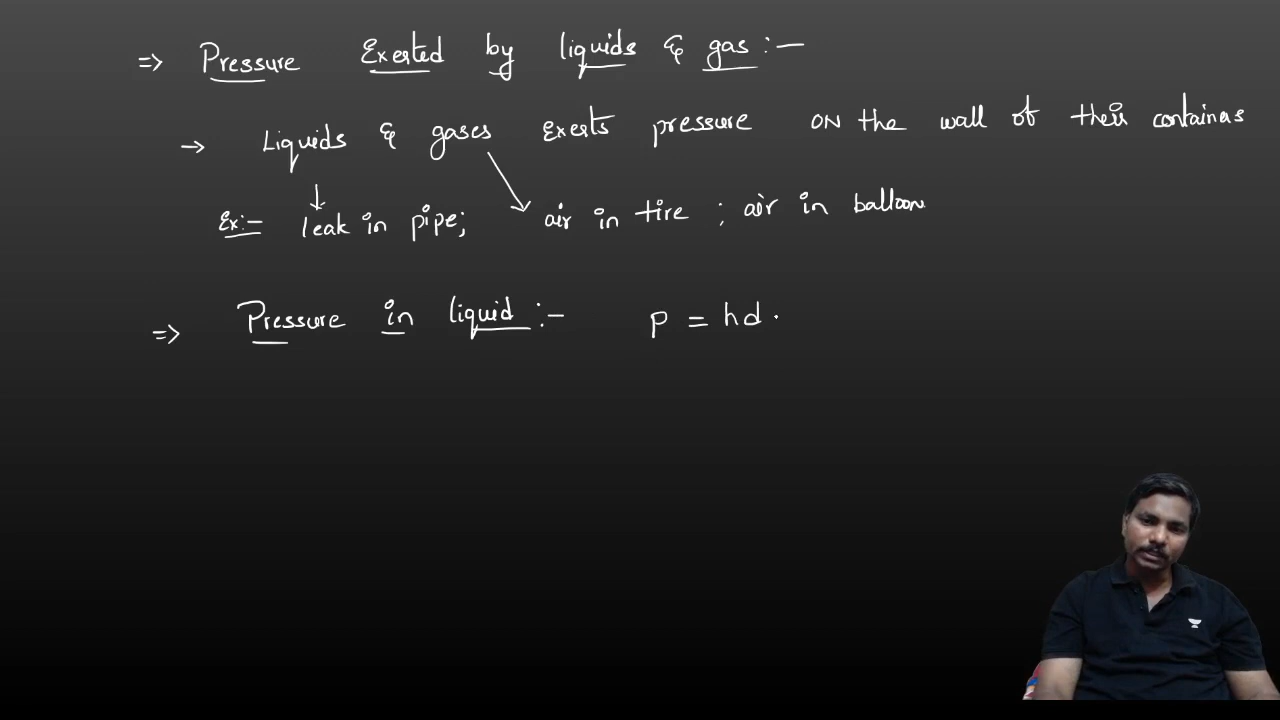 ⇒ Pressure Exerted by liquids & gas :—
→ Liquids & gases exerts pressure on the wall of their containers
Ex:— leak in pipe; air in tire ; air in balloon
⇒ Pressure in liquid :— P = hd.